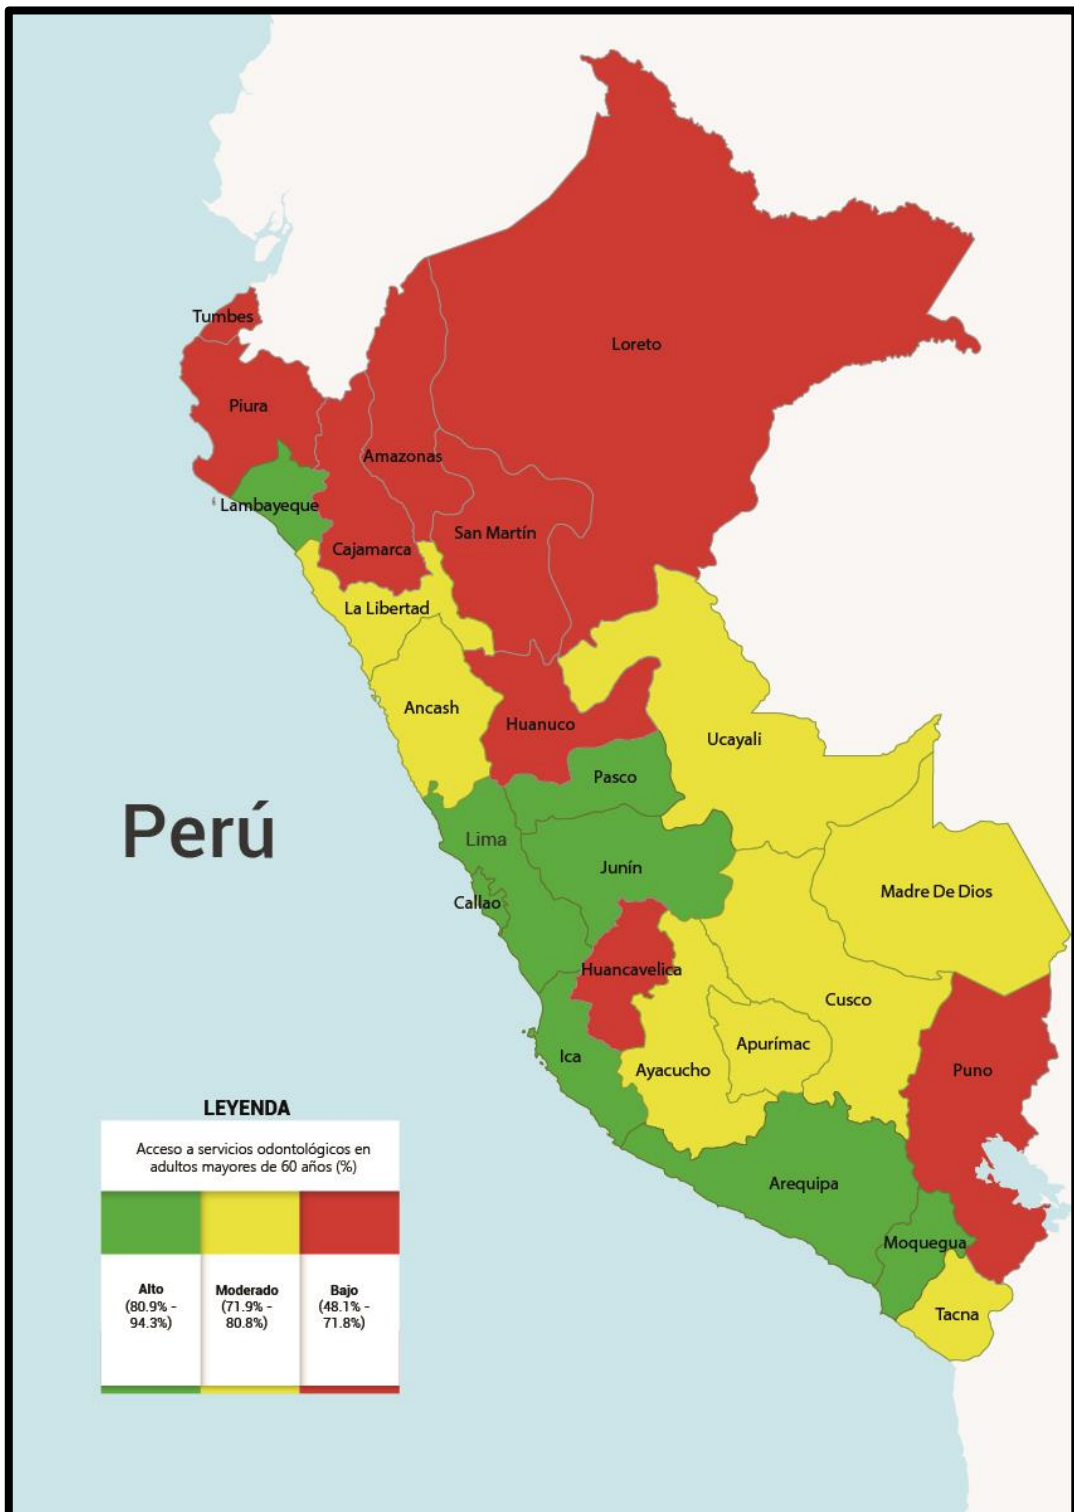 Tumbes
Loreto
Piura
Amazonas
Lambayeque
San Martín
Cajamarca
La Libertad
Ancash
Huanuco
Ucayali
Pasco
Perú
Lima
Junín
Madre De Dios
Callao
Huancavelica
Cusco
Apurímac
Ica
Ayacucho
Puno
LEYENDA
Acceso a servicios odontológicos en
adultos mayores de 60 años (%)
Arequipa
Moquegua
Alto
(80.9% -
94.3%)
Moderado
(71.9% -
80.8%)
Bajo
(48.1% -
71.8%)
Tacna